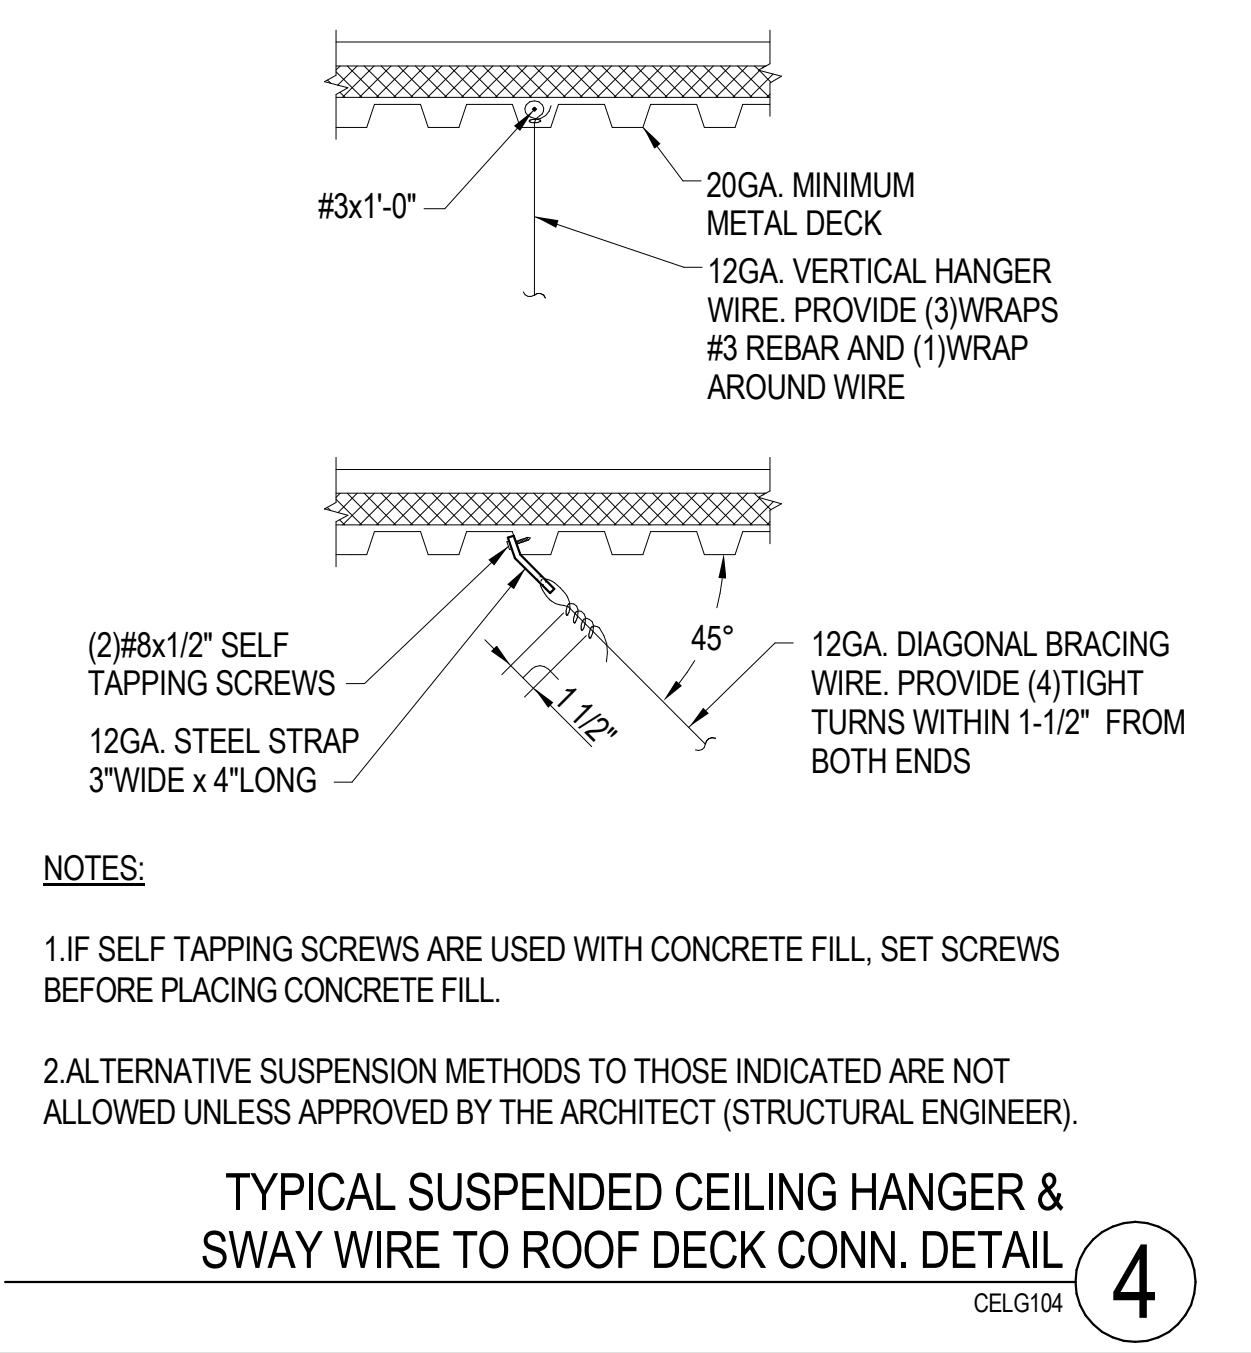 #3x1'-0"
20GA. MINIMUM
METAL DECK
12GA. VERTICAL HANGER
WIRE. PROVIDE (3)WRAPS
#3 REBAR AND (1)WRAP
AROUND WIRE
(2)#8x1/2" SELF
TAPPING SCREWS
12GA. STEEL STRAP
3"WIDE x 4"LONG
1 1/2"
45°
12GA. DIAGONAL BRACING
WIRE. PROVIDE (4)TIGHT
TURNS WITHIN 1-1/2" FROM
BOTH ENDS
NOTES:
1.IF SELF TAPPING SCREWS ARE USED WITH CONCRETE FILL, SET SCREWS
BEFORE PLACING CONCRETE FILL.
2.ALTERNATIVE SUSPENSION METHODS TO THOSE INDICATED ARE NOT
ALLOWED UNLESS APPROVED BY THE ARCHITECT (STRUCTURAL ENGINEER).
TYPICAL SUSPENDED CEILING HANGER &
SWAY WIRE TO ROOF DECK CONN. DETAIL
4
CELG104